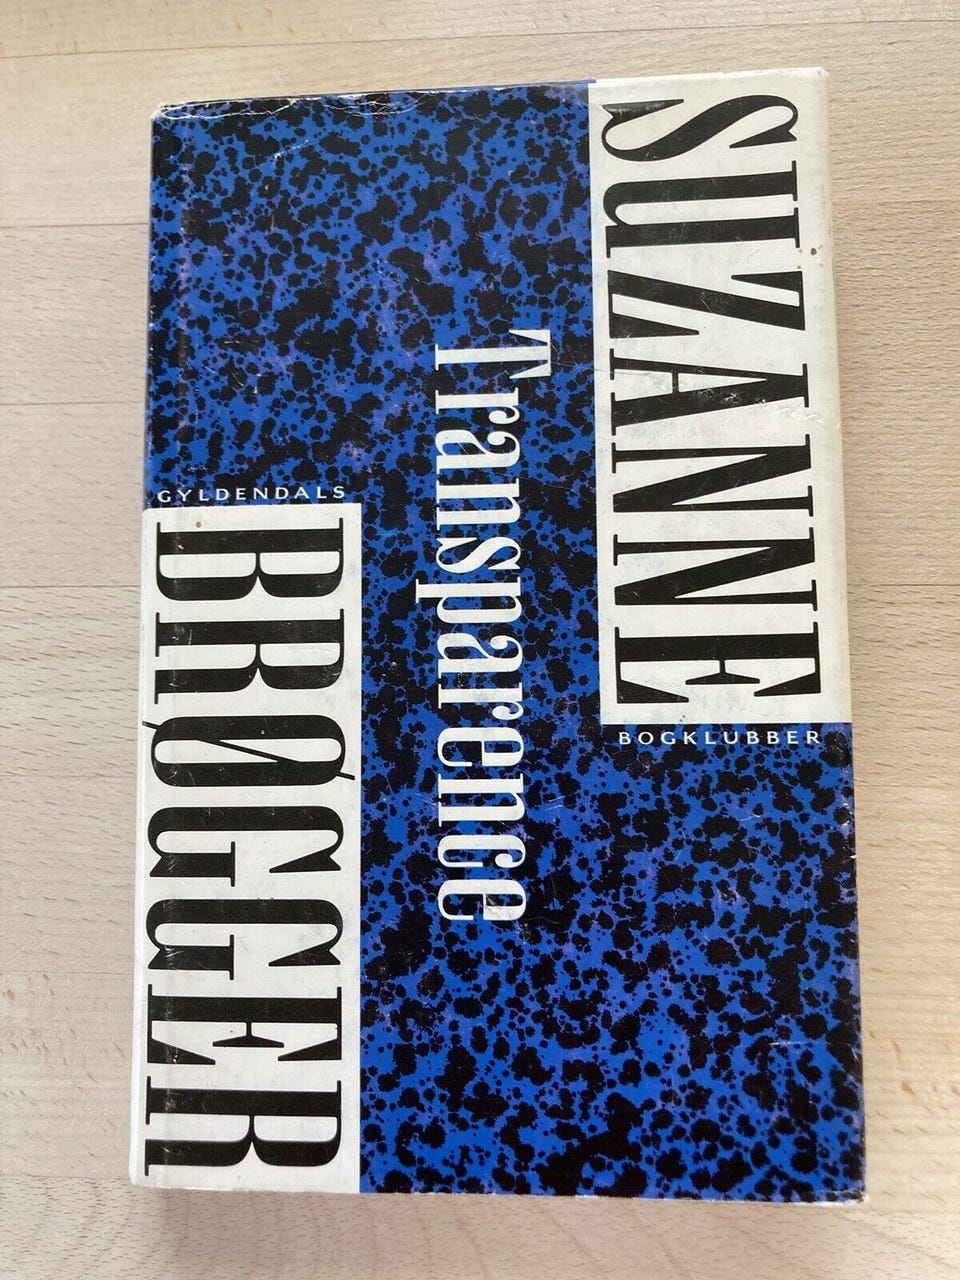 SUZANNE
Transparence
GYLDENDALS
BRØGGER
BOGKLUBBER